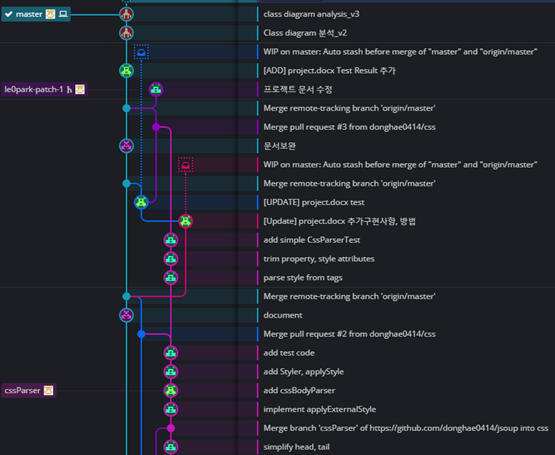 master class diagram analysis_v3
Class diagram 분석_v2
WIP on master: Auto stash before merge of "master" and "origin/master"
[ADD] project.docx Test Result 추가
le0park-patch-1 프로젝트 문서 수정
Merge remote-tracking branch 'origin/master'
Merge pull request #3 from donghae0414/css
문서보완
WIP on master: Auto stash before merge of "master" and "origin/master"
Merge remote-tracking branch 'origin/master'
[UPDATE] project.docx test
[Update] project.docx 추가구현사항, 방법
add simple CssParserTest
trim property, style attributes
parse style from tags
Merge remote-tracking branch 'origin/master'
document
Merge pull request #2 from donghae0414/css
add test code
add Styler, applyStyle
cssParser add cssBodyParser
implement applyExternalStyle
Merge branch 'cssParser' of https://github.com/donghae0414/jsoup into css
simplify head, tail